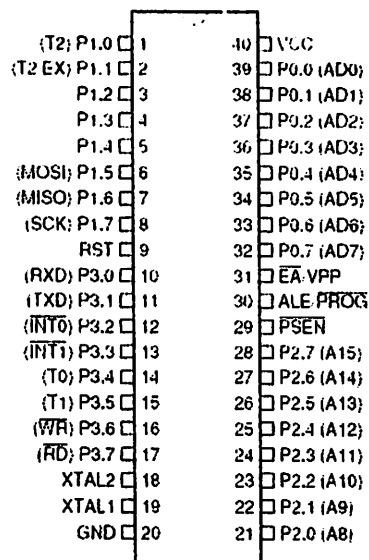 (T2) P1.0 1 40 VCC
(T2 EX) P1.1 2 39 P0.0 (AD0)
P1.2 3 38 P0.1 (AD1)
P1.3 4 37 P0.2 (AD2)
P1.4 5 36 P0.3 (AD3)
(MOSI) P1.5 6 35 P0.4 (AD4)
(MISO) P1.6 7 34 P0.5 (AD5)
(SCK) P1.7 8 33 P0.6 (AD6)
RST 9 32 P0.7 (AD7)
(RXD) P3.0 10 31 E̅A̅/VPP
(TXD) P3.1 11 30 ALE/P̅R̅O̅G̅
(I̅N̅T̅0̅) P3.2 12 29 P̅S̅E̅N̅
(I̅N̅T̅1̅) P3.3 13 28 P2.7 (A15)
(T0) P3.4 14 27 P2.6 (A14)
(T1) P3.5 15 26 P2.5 (A13)
(W̅R̅) P3.6 16 25 P2.4 (A12)
(R̅D̅) P3.7 17 24 P2.3 (A11)
XTAL2 18 23 P2.2 (A10)
XTAL1 19 22 P2.1 (A9)
GND 20 21 P2.0 (A8)